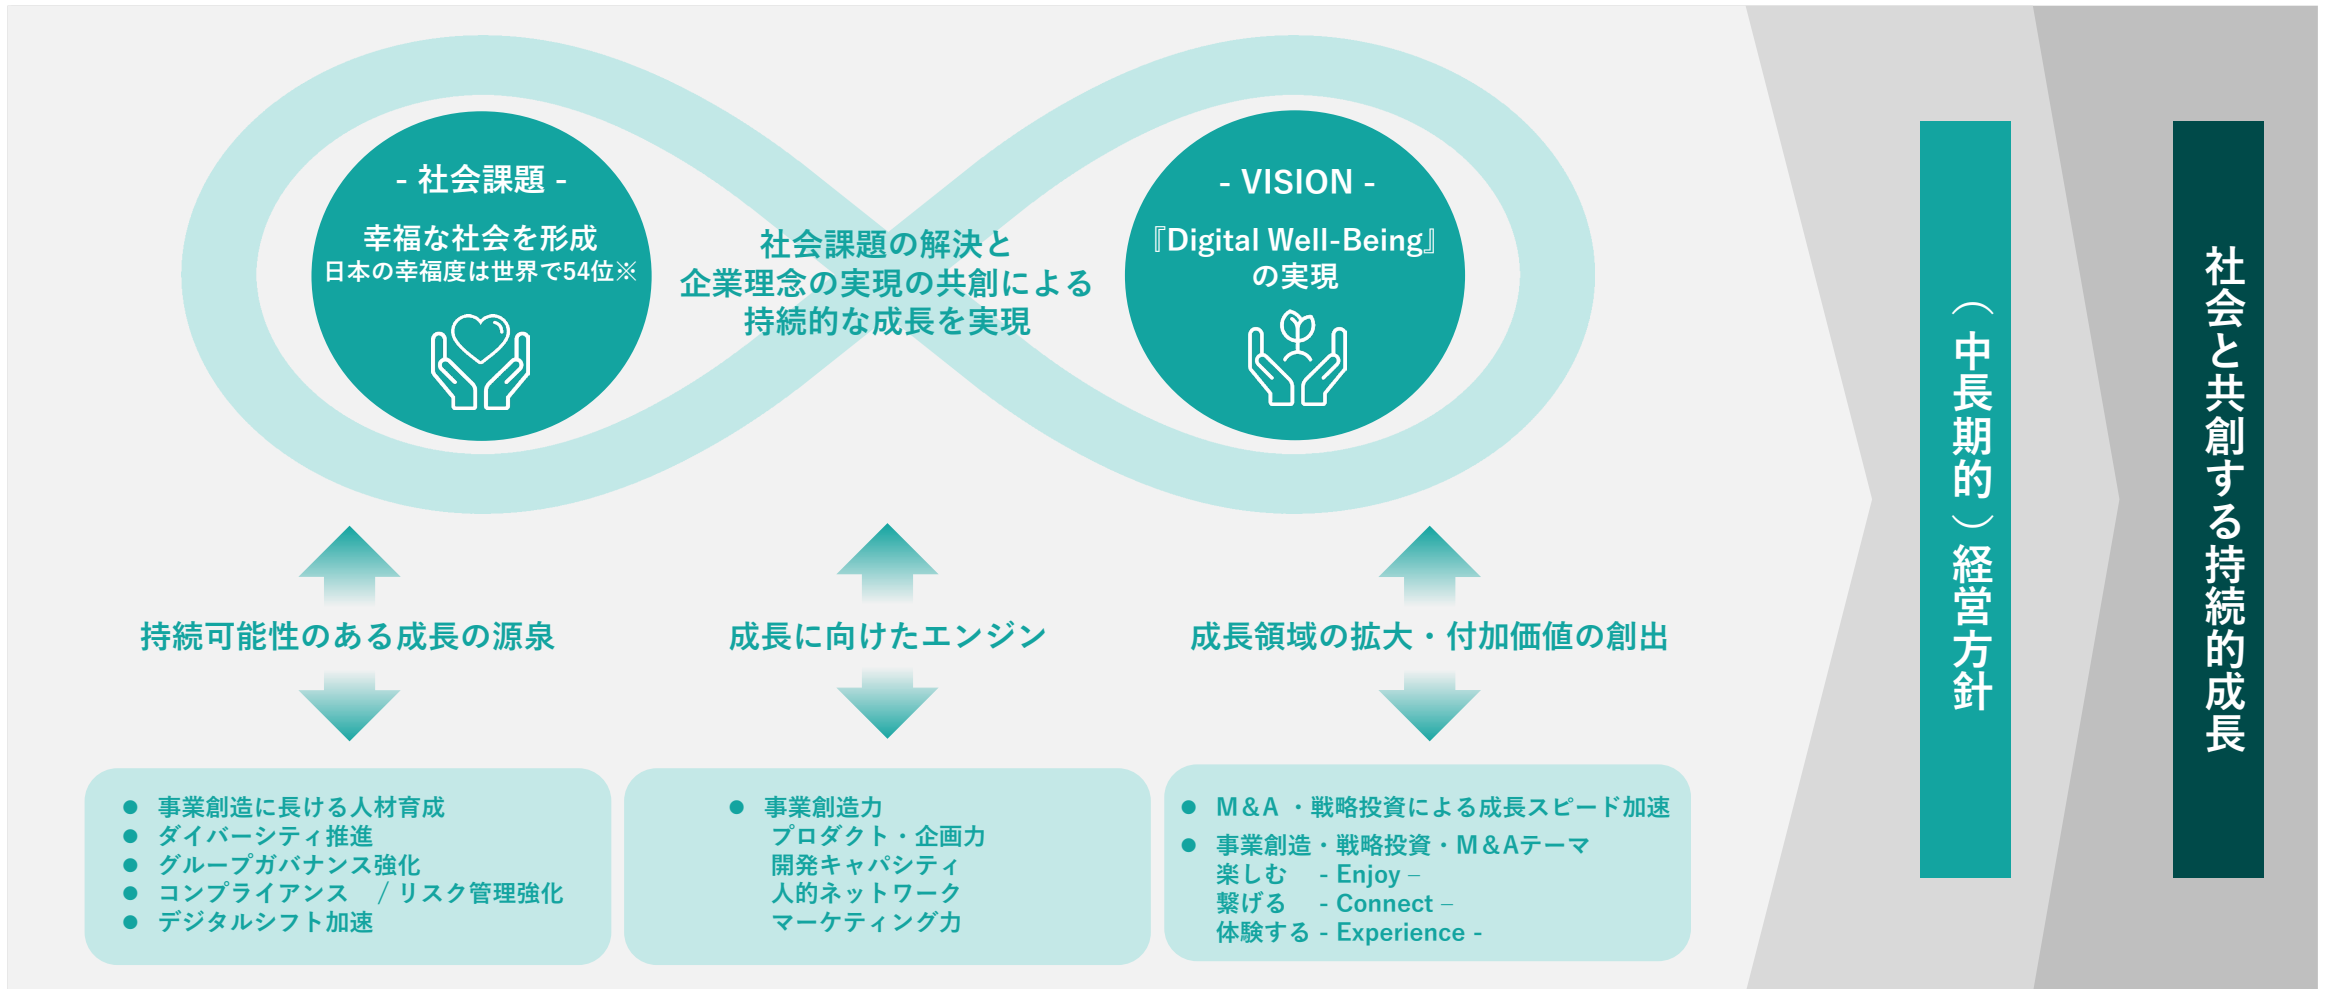 - 社会課題 -
幸福な社会を形成
日本の幸福度は世界で54位※
社会課題の解決と
企業理念の実現の共創による
持続的な成長を実現
- VISION -
『Digital Well-Being』
の実現
持続可能性のある成長の源泉
成長に向けたエンジン
成長領域の拡大・付加価値の創出
● 事業創造に長ける人材育成
● ダイバーシティ推進
● グループガバナンス強化
● コンプライアンス　/ リスク管理強化
● デジタルシフト加速
● 事業創造力
プロダクト・企画力
開発キャパシティ
人的ネットワーク
マーケティング力
● M＆A ・戦略投資による成長スピード加速
● 事業創造・戦略投資・M＆Aテーマ
楽しむ　- Enjoy –
繋げる　- Connect –
体験する - Experience -
（中長期的）経営方針
社会と共創する持続的成長